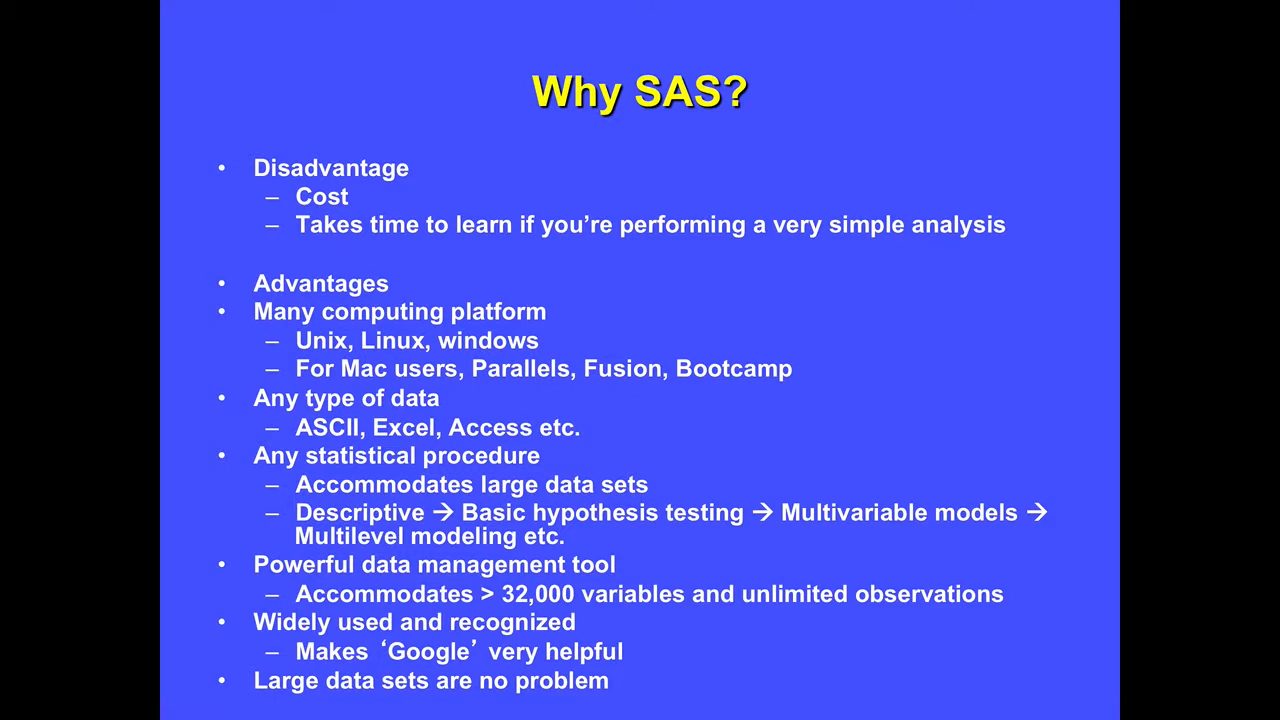 Why SAS?
• Disadvantage
– Cost
– Takes time to learn if you’re performing a very simple analysis
• Advantages
• Many computing platform
– Unix, Linux, windows
– For Mac users, Parallels, Fusion, Bootcamp
• Any type of data
– ASCII, Excel, Access etc.
• Any statistical procedure
– Accommodates large data sets
– Descriptive → Basic hypothesis testing → Multivariable models →
Multilevel modeling etc.
• Powerful data management tool
– Accommodates > 32,000 variables and unlimited observations
• Widely used and recognized
– Makes ‘Google’ very helpful
• Large data sets are no problem